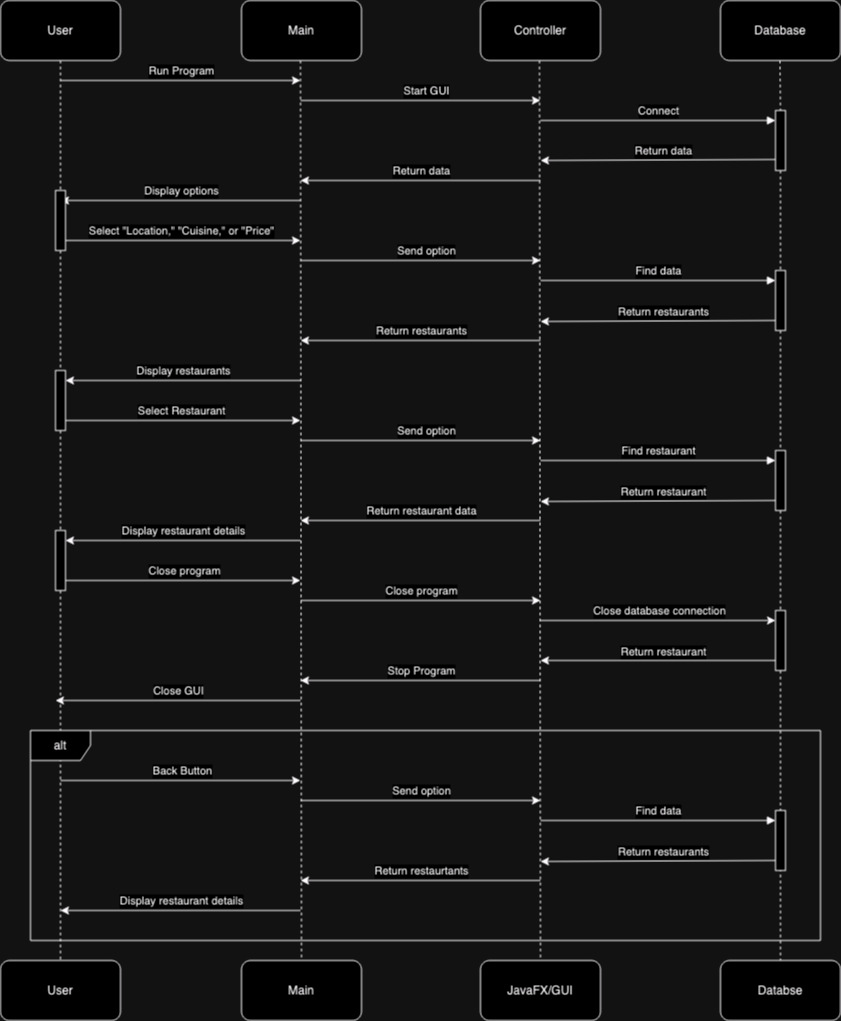 User
Main
Controller
Database
Run Program
Start GUI
Connect
Return data
Return data
Display options
Select "Location," "Cuisine," or "Price"
Send option
Find data
Return restaurants
Return restaurants
Display restaurants
Select Restaurant
Send option
Find restaurant
Return restaurant
Return restaurant data
Display restaurant details
Close program
Close program
Close database connection
Return restaurant
Stop Program
Close GUI
alt
Back Button
Send option
Find data
Return restaurants
Return restaurtants
Display restaurant details
User
Main
JavaFX/GUI
Databse